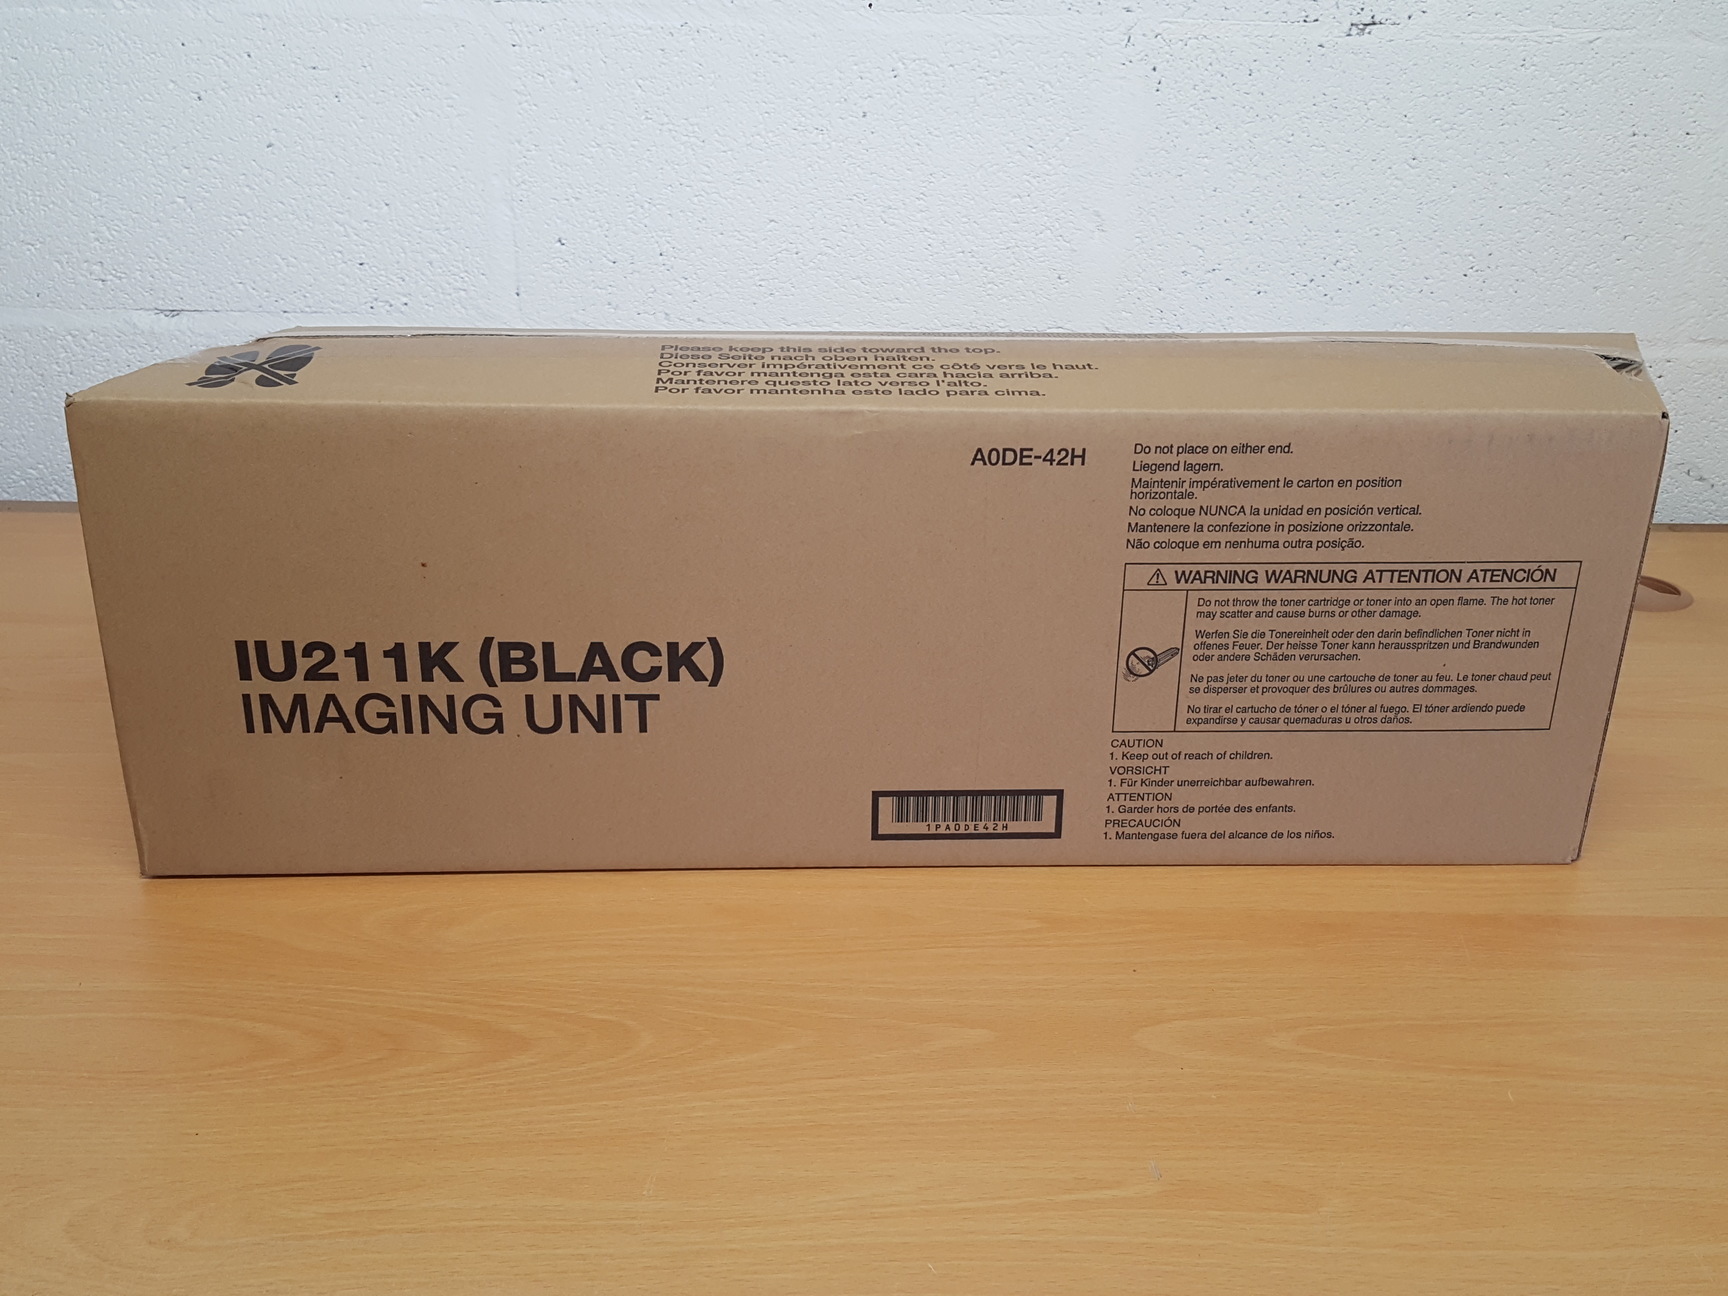 Please keep this side toward the top.
Diese Seite nach oben halten.
Conserver impérativement ce côté vers le haut.
Por favor mantenga esta cara hacia arriba.
Mantenere questo lato verso l'alto.
Por favor mantenha este lado para cima.
A0DE-42H
Do not place on either end.
Liegend lagern.
Maintenir impérativement le carton en position
horizontale.
No coloque NUNCA la unidad en posición vertical.
Mantenere la confezione in posizione orizzontale.
Não coloque em nenhuma outra posição.
WARNING WARNUNG ATTENTION ATENCIÓN
Do not throw the toner cartridge or toner into an open flame. The hot toner
may scatter and cause burns or other damage.
Werfen Sie die Tonereinheit oder den darin befindlichen Toner nicht in
offenes Feuer. Der heisse Toner kann herausspritzen und Brandwunden
oder andere Schäden verursachen.
Ne pas jeter du toner ou une cartouche de toner au feu. Le toner chaud peut
se disperser et provoquer des brûlures ou autres dommages.
No tirar el cartucho de tóner o el tóner al fuego. El tóner ardiendo puede
expandirse y causar quemaduras u otros daños.
IU211K (BLACK)
IMAGING UNIT
CAUTION
1. Keep out of reach of children.
VORSICHT
1. Für Kinder unerreichbar aufbewahren.
ATTENTION
1. Garder hors de portée des enfants.
PRECAUCIÓN
1. Mantengase fuera del alcance de los niños.
1PA0DE42H